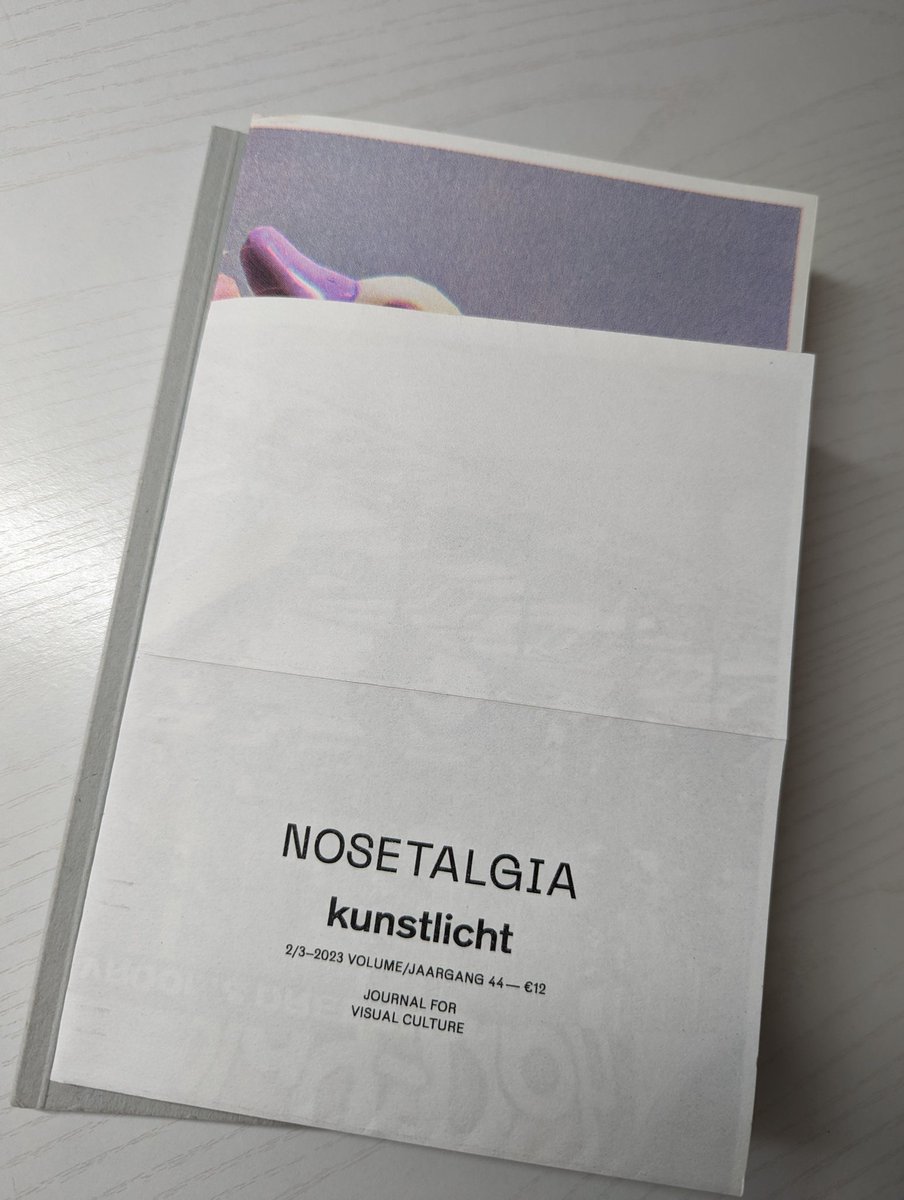 NOSETALGIA
kunstlicht
2/3–2023 VOLUME/JAARGANG 44— €12
JOURNAL FOR
VISUAL CULTURE